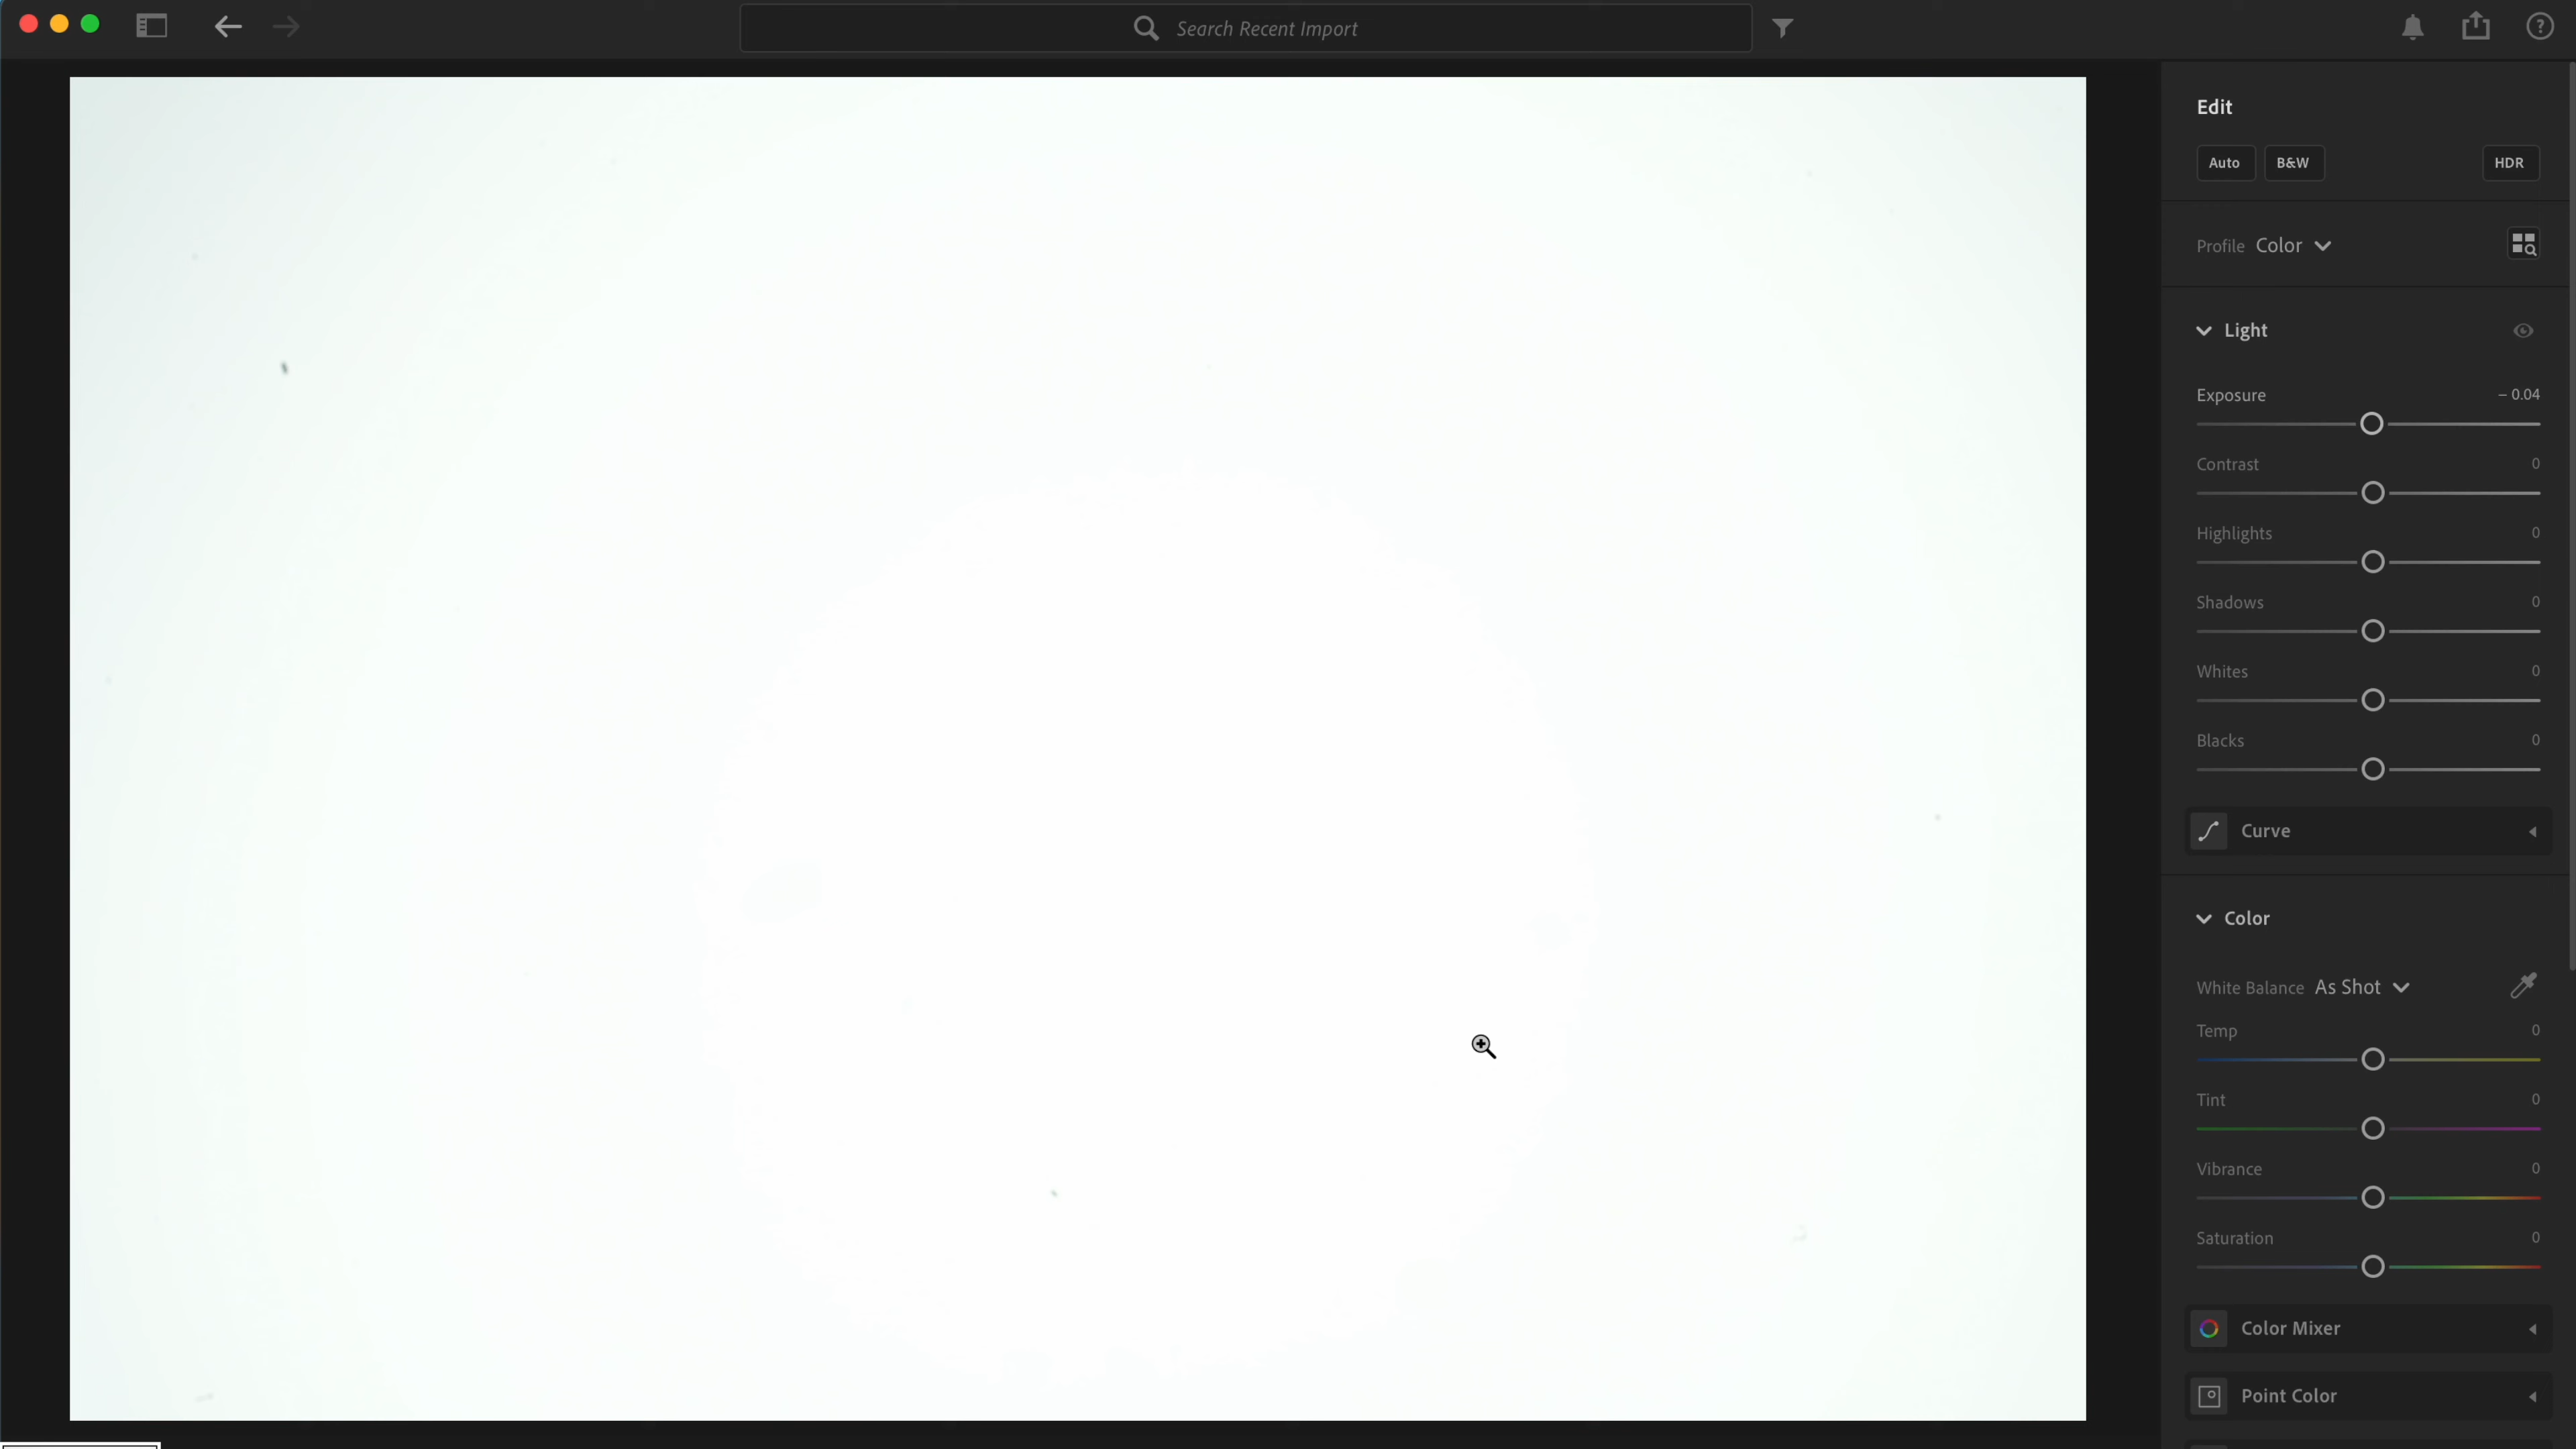 Search Recent Import
Edit
Auto B&W HDR
Profile Color
Light
Exposure – 0.04
Contrast 0
Highlights 0
Shadows 0
Whites 0
Blacks 0
Curve
Color
White Balance As Shot
Temp 0
Tint 0
Vibrance 0
Saturation 0
Color Mixer
Point Color